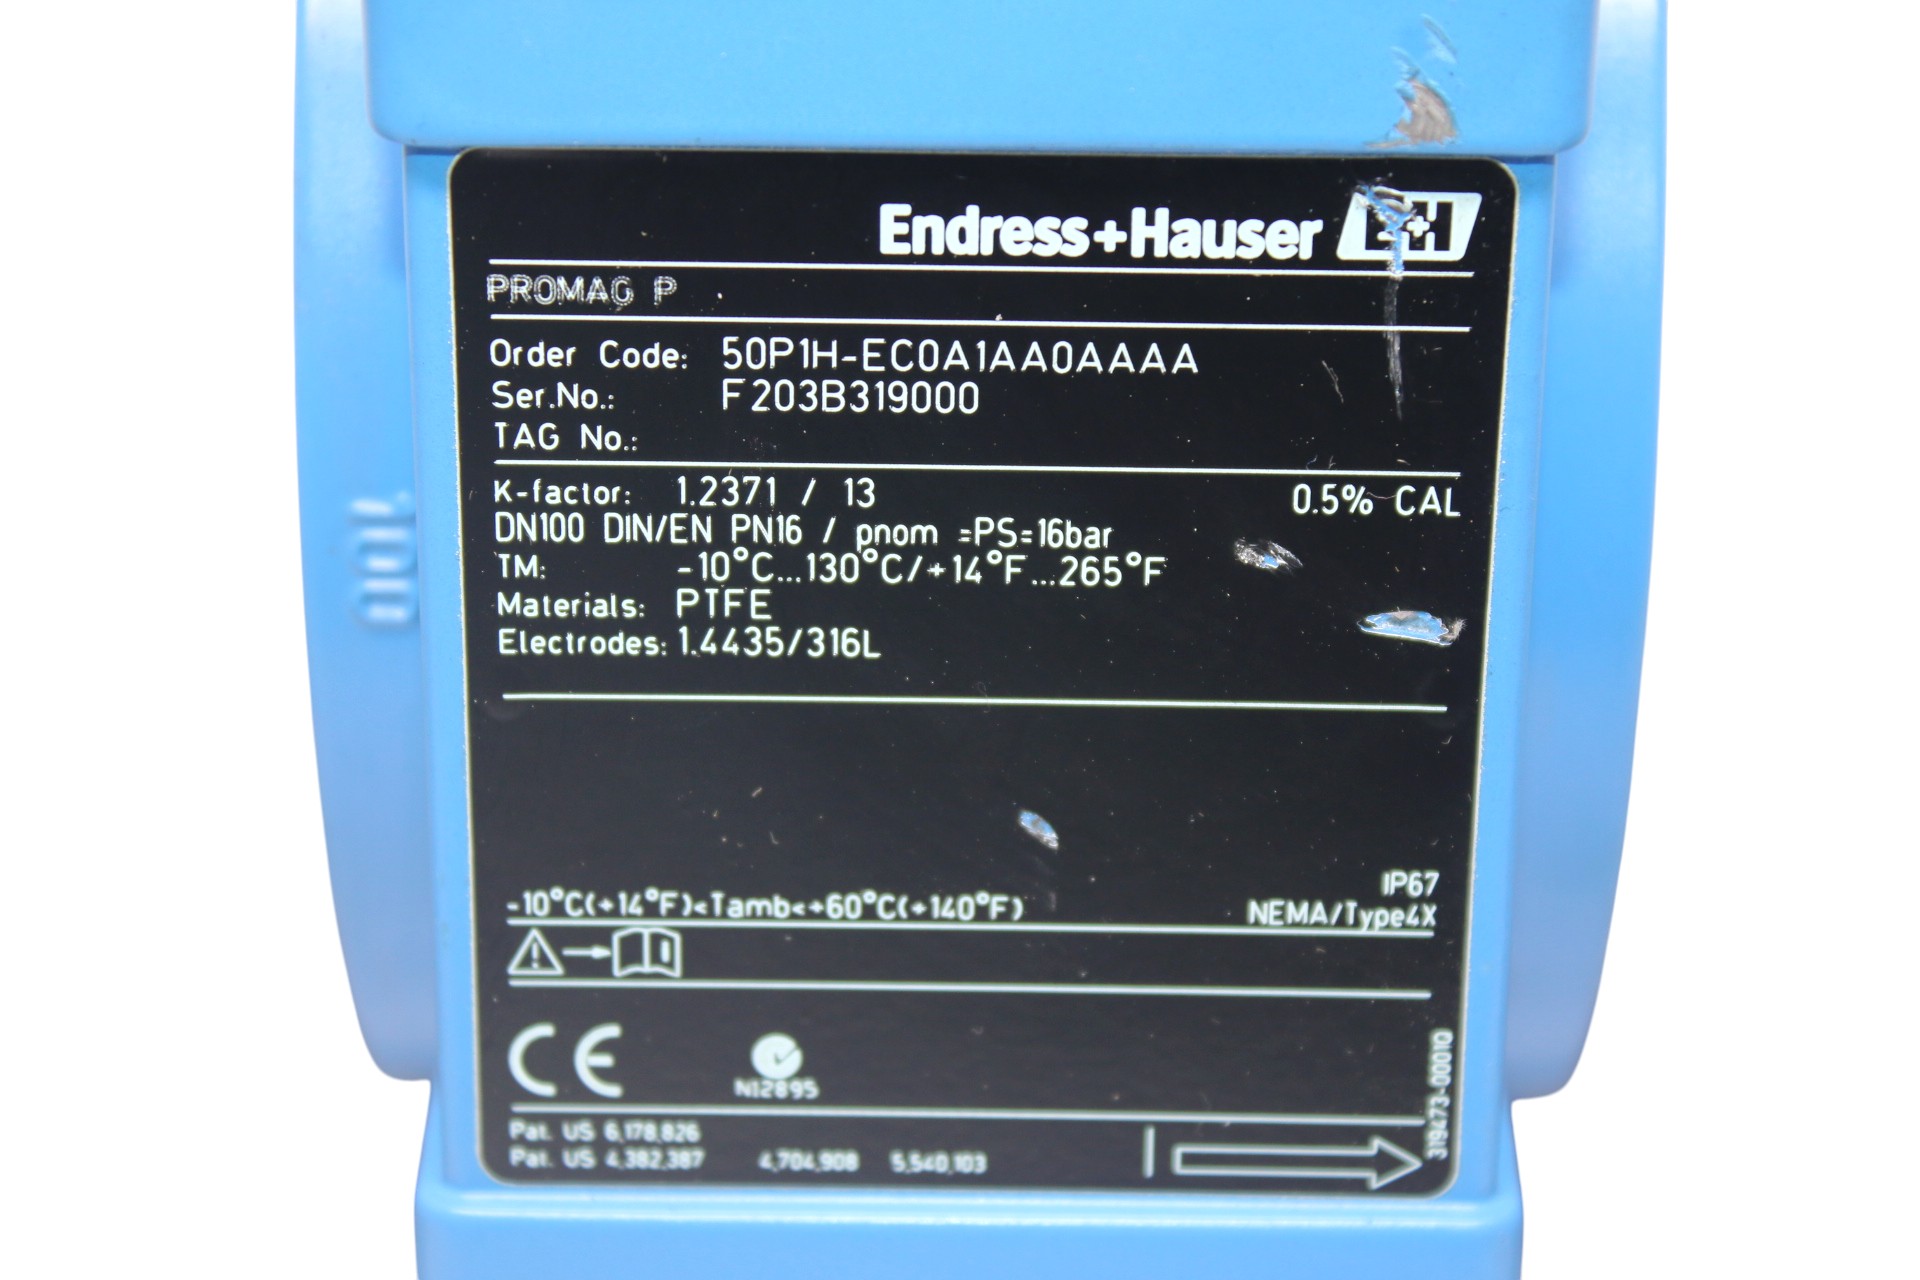 Endress+Hauser
PROMAG P
Order Code: 50P1H-EC0A1AA0AAAA
Ser.No.: F203B319000
TAG No.:
K-factor: 1.2371 / 13 0.5% CAL
DN100 DIN/EN PN16 / pnom =PS=16bar
TM: -10°C...130°C/+14°F...265°F
Materials: PTFE
Electrodes: 1.4435/316L
IP67
-10°C(+14°F)<Tamb<+60°C(+140°F) NEMA/Type4X
CE
N12895
319473-00010
Pat. US 6,178,826
Pat. US 4,382,387 4,704,908 5,540,103